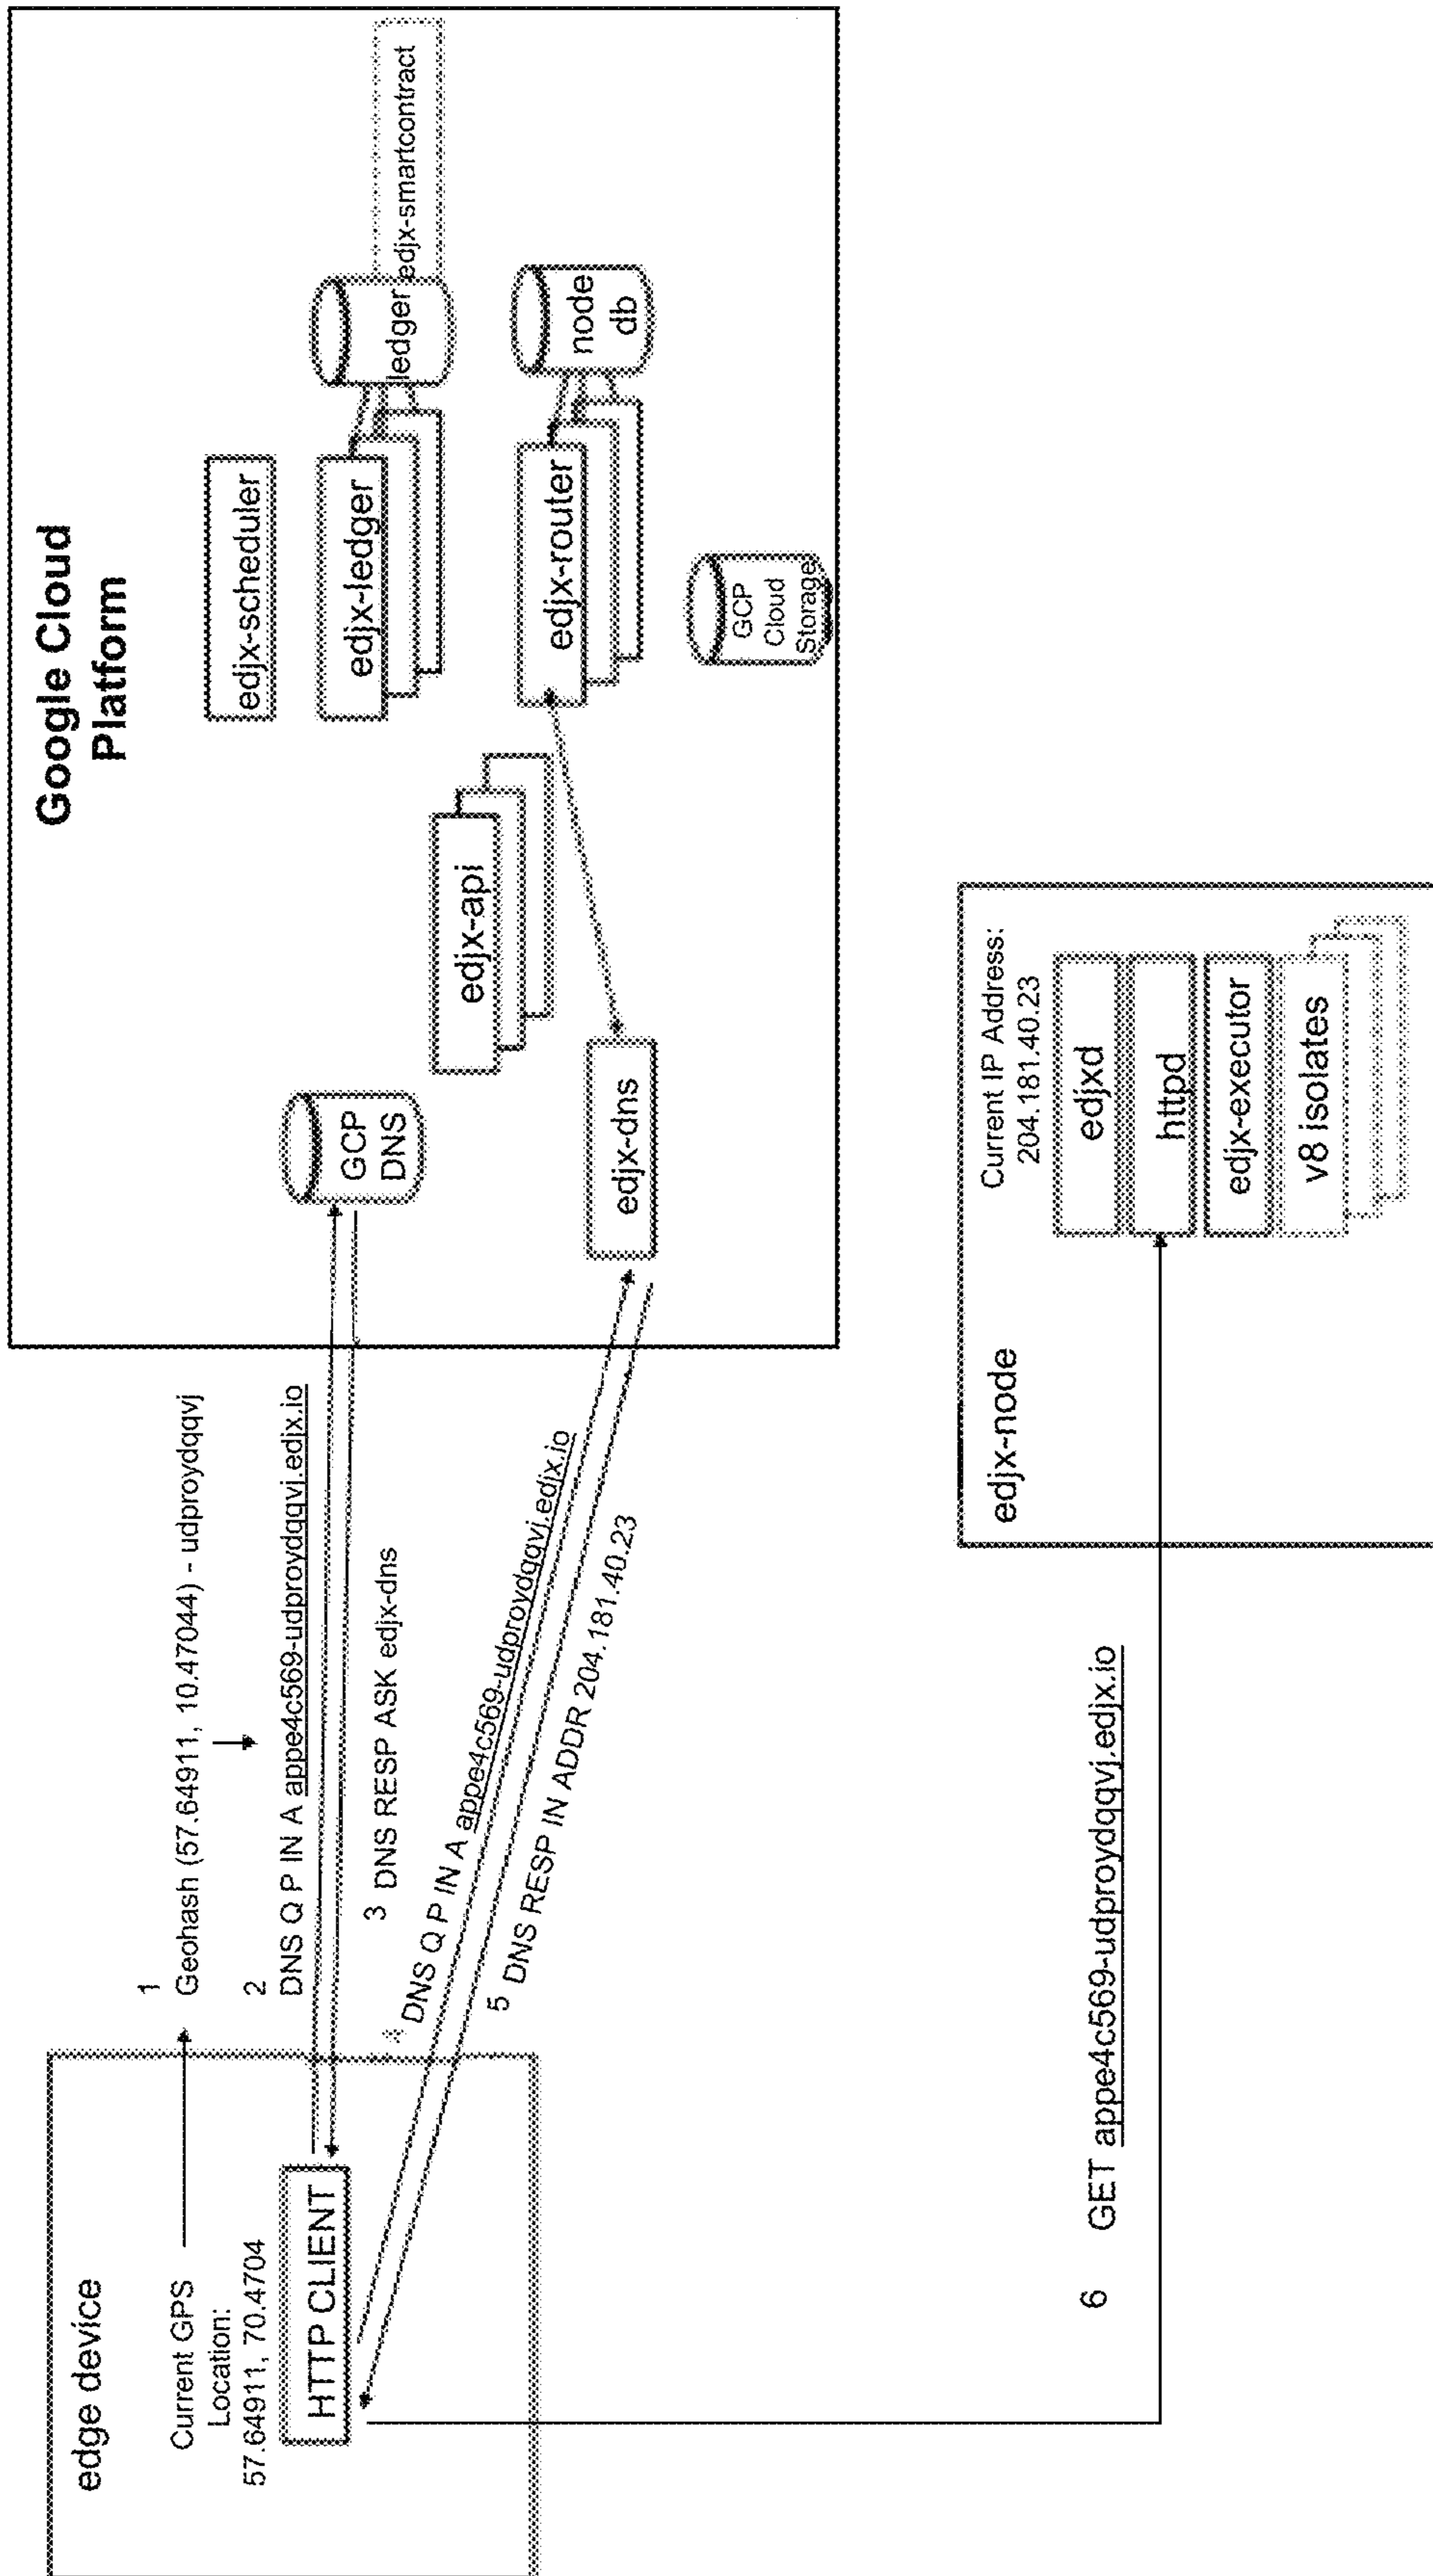 edge device
Current GPS
Location:
57.64911, 70.4704
HTTP CLIENT
1
Geohash (57.64911, 10.47044) - udproydqqvj
2
DNS Q P IN A appe4c569-udproydqqvj.edjx.io
3 DNS RESP ASK edjx-dns
4 DNS Q P IN A appe4c569-udproydqqvj.edjx.io
5 DNS RESP IN ADDR 204.181.40.23
Google Cloud
Platform
GCP
DNS
edjx-dns
edjx-api
edjx-scheduler
edjx-ledger
ledger
edjx-smartcontract
edjx-router
node
db
GCP
Cloud
Storage
6 GET appe4c569-udproydqqvj.edjx.io
edjx-node
Current IP Address:
204.181.40.23
edjxd
httpd
edjx-executor
v8 isolates